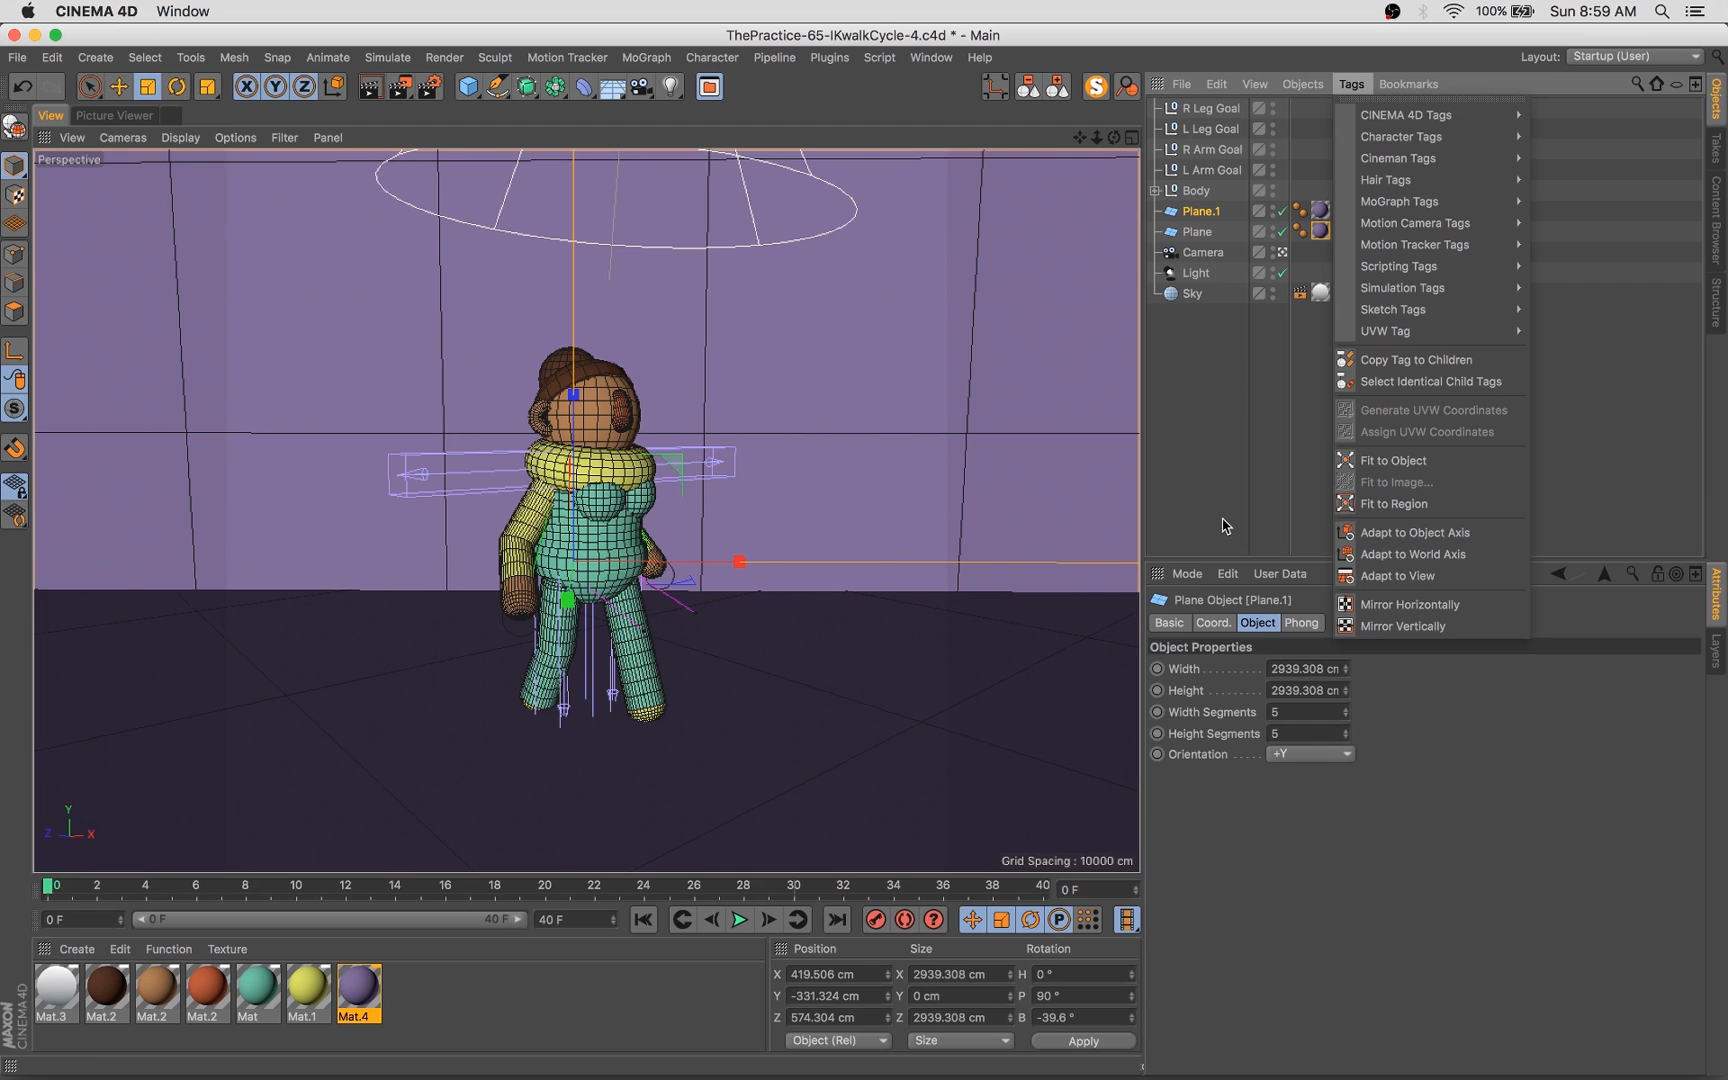 CINEMA 4D Window 100% Sun 8:59 AM
ThePractice-65-IKwalkCycle-4.c4d * - Main
File Edit Create Select Tools Mesh Snap Animate Simulate Render Sculpt Motion Tracker MoGraph Character Pipeline Plugins Script Window Help Layout: Startup (User)
X Y Z
File Edit View Objects Tags Bookmarks
View Picture Viewer
View Cameras Display Options Filter Panel
Perspective
R Leg Goal
L Leg Goal
R Arm Goal
L Arm Goal
Body
Plane.1
Plane
Camera
Light
Sky
CINEMA 4D Tags
Character Tags
Cineman Tags
Hair Tags
MoGraph Tags
Motion Camera Tags
Motion Tracker Tags
Scripting Tags
Simulation Tags
Sketch Tags
UVW Tag
Copy Tag to Children
Select Identical Child Tags
Generate UVW Coordinates
Assign UVW Coordinates
Fit to Object
Fit to Image...
Fit to Region
Adapt to Object Axis
Adapt to World Axis
Adapt to View
Mirror Horizontally
Mirror Vertically
Objects
Takes
Content Browser
Structure
Attributes
Layers
Mode Edit User Data
Plane Object [Plane.1]
Basic Coord. Object Phong
Object Properties
Width 2939.308 cm
Height 2939.308 cm
Width Segments 5
Height Segments 5
Orientation +Y
Y
Z X
Grid Spacing : 10000 cm
0 2 4 6 8 10 12 14 16 18 20 22 24 26 28 30 32 34 36 38 40 0 F
0 F 0 F 40 F 40 F
Create Edit Function Texture
Mat.3 Mat.2 Mat.2 Mat.2 Mat Mat.1 Mat.4
Position Size Rotation
X 419.506 cm X 2939.308 cm H 0 °
Y -331.324 cm Y 0 cm P 90 °
Z 574.304 cm Z 2939.308 cm B -39.6 °
Object (Rel) Size Apply
MAXON
CINEMA 4D